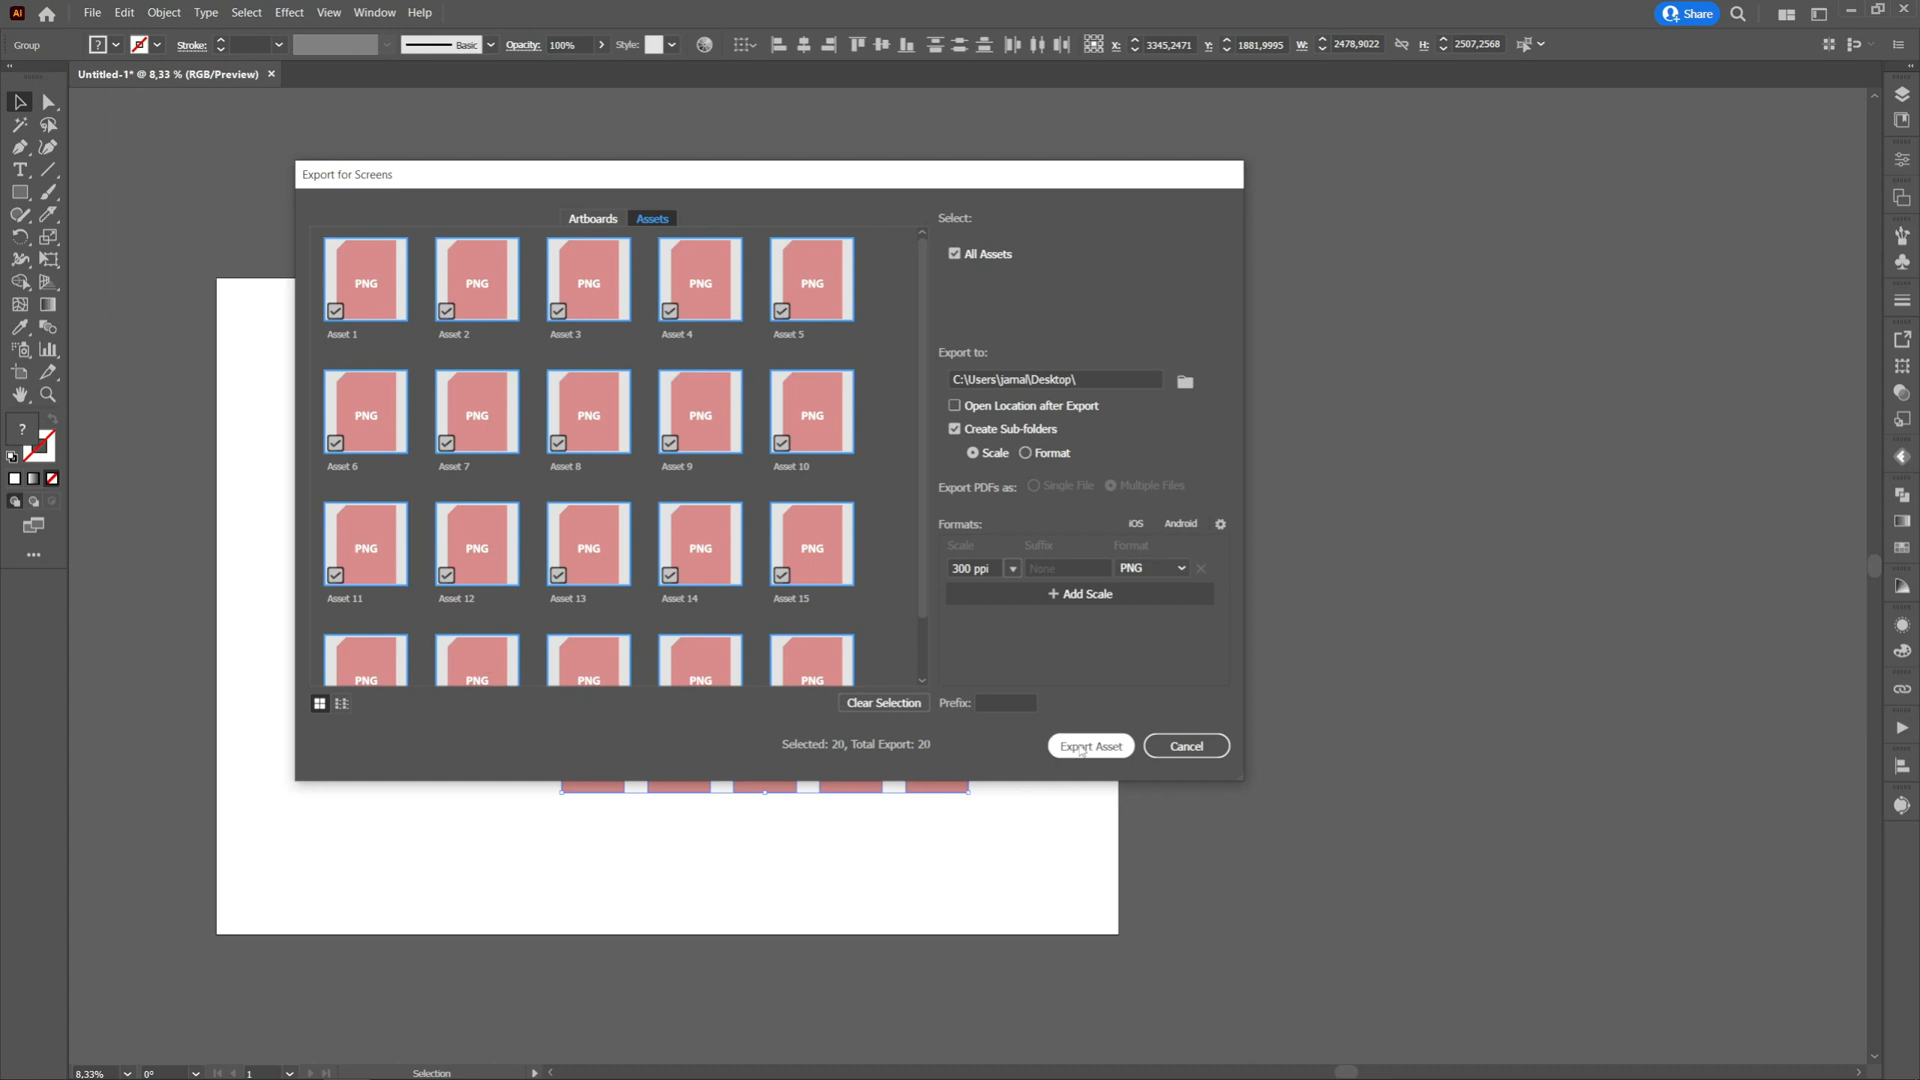 Ai File Edit Object Type Select Effect View Window Help Share
Group ? Stroke: Basic Opacity: 100% Style: X: 3345,2471 Y: 1881,9995 W: 2478,9022 H: 2507,2568
Untitled-1* @ 8,33 % (RGB/Preview) ×
Export for Screens
Artboards Assets
PNG PNG PNG PNG PNG
Asset 1 Asset 2 Asset 3 Asset 4 Asset 5
PNG PNG PNG PNG PNG
Asset 6 Asset 7 Asset 8 Asset 9 Asset 10
PNG PNG PNG PNG PNG
Asset 11 Asset 12 Asset 13 Asset 14 Asset 15
PNG PNG PNG PNG PNG
Clear Selection
Selected: 20, Total Export: 20
Select:
All Assets
Export to:
C:\Users\jamal\Desktop\
Open Location after Export
Create Sub-folders
Scale Format
Export PDFs as: Single File Multiple Files
Formats: iOS Android
Scale Suffix Format
300 ppi None PNG
+ Add Scale
Prefix:
Export Asset Cancel
?
8,33% 0° 1 Selection